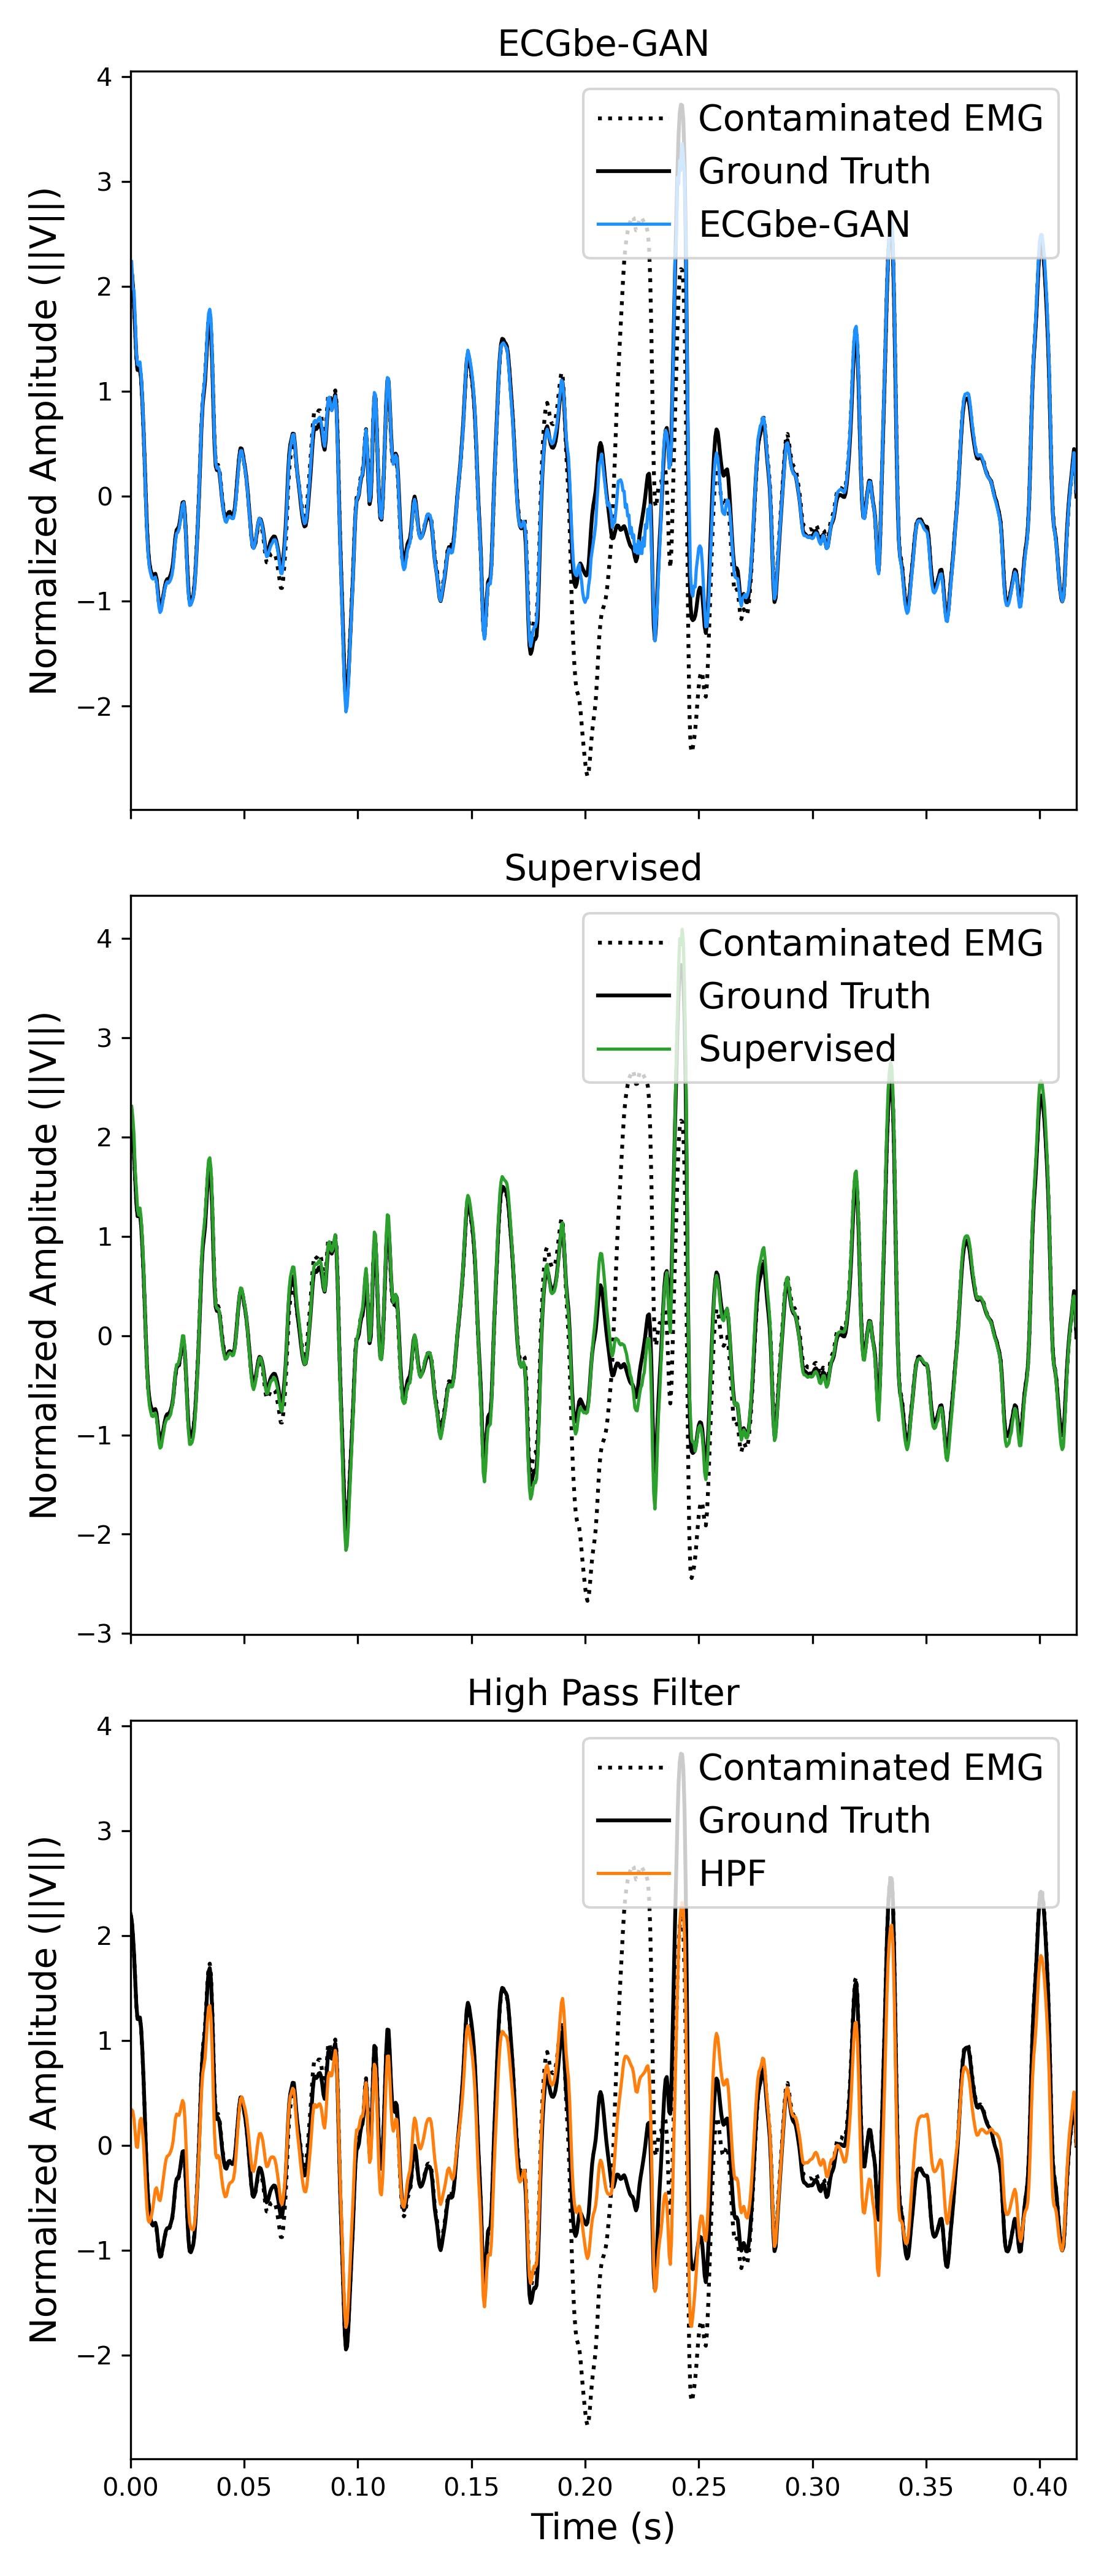 ECGbe-GAN
4
3
2
1
0
−1
−2
Normalized Amplitude (||V||)
Contaminated EMG
Ground Truth
ECGbe-GAN
Supervised
4
3
2
1
0
−1
−2
−3
Normalized Amplitude (||V||)
Contaminated EMG
Ground Truth
Supervised
High Pass Filter
4
3
2
1
0
−1
−2
Normalized Amplitude (||V||)
Contaminated EMG
Ground Truth
HPF
0.00 0.05 0.10 0.15 0.20 0.25 0.30 0.35 0.40
Time (s)